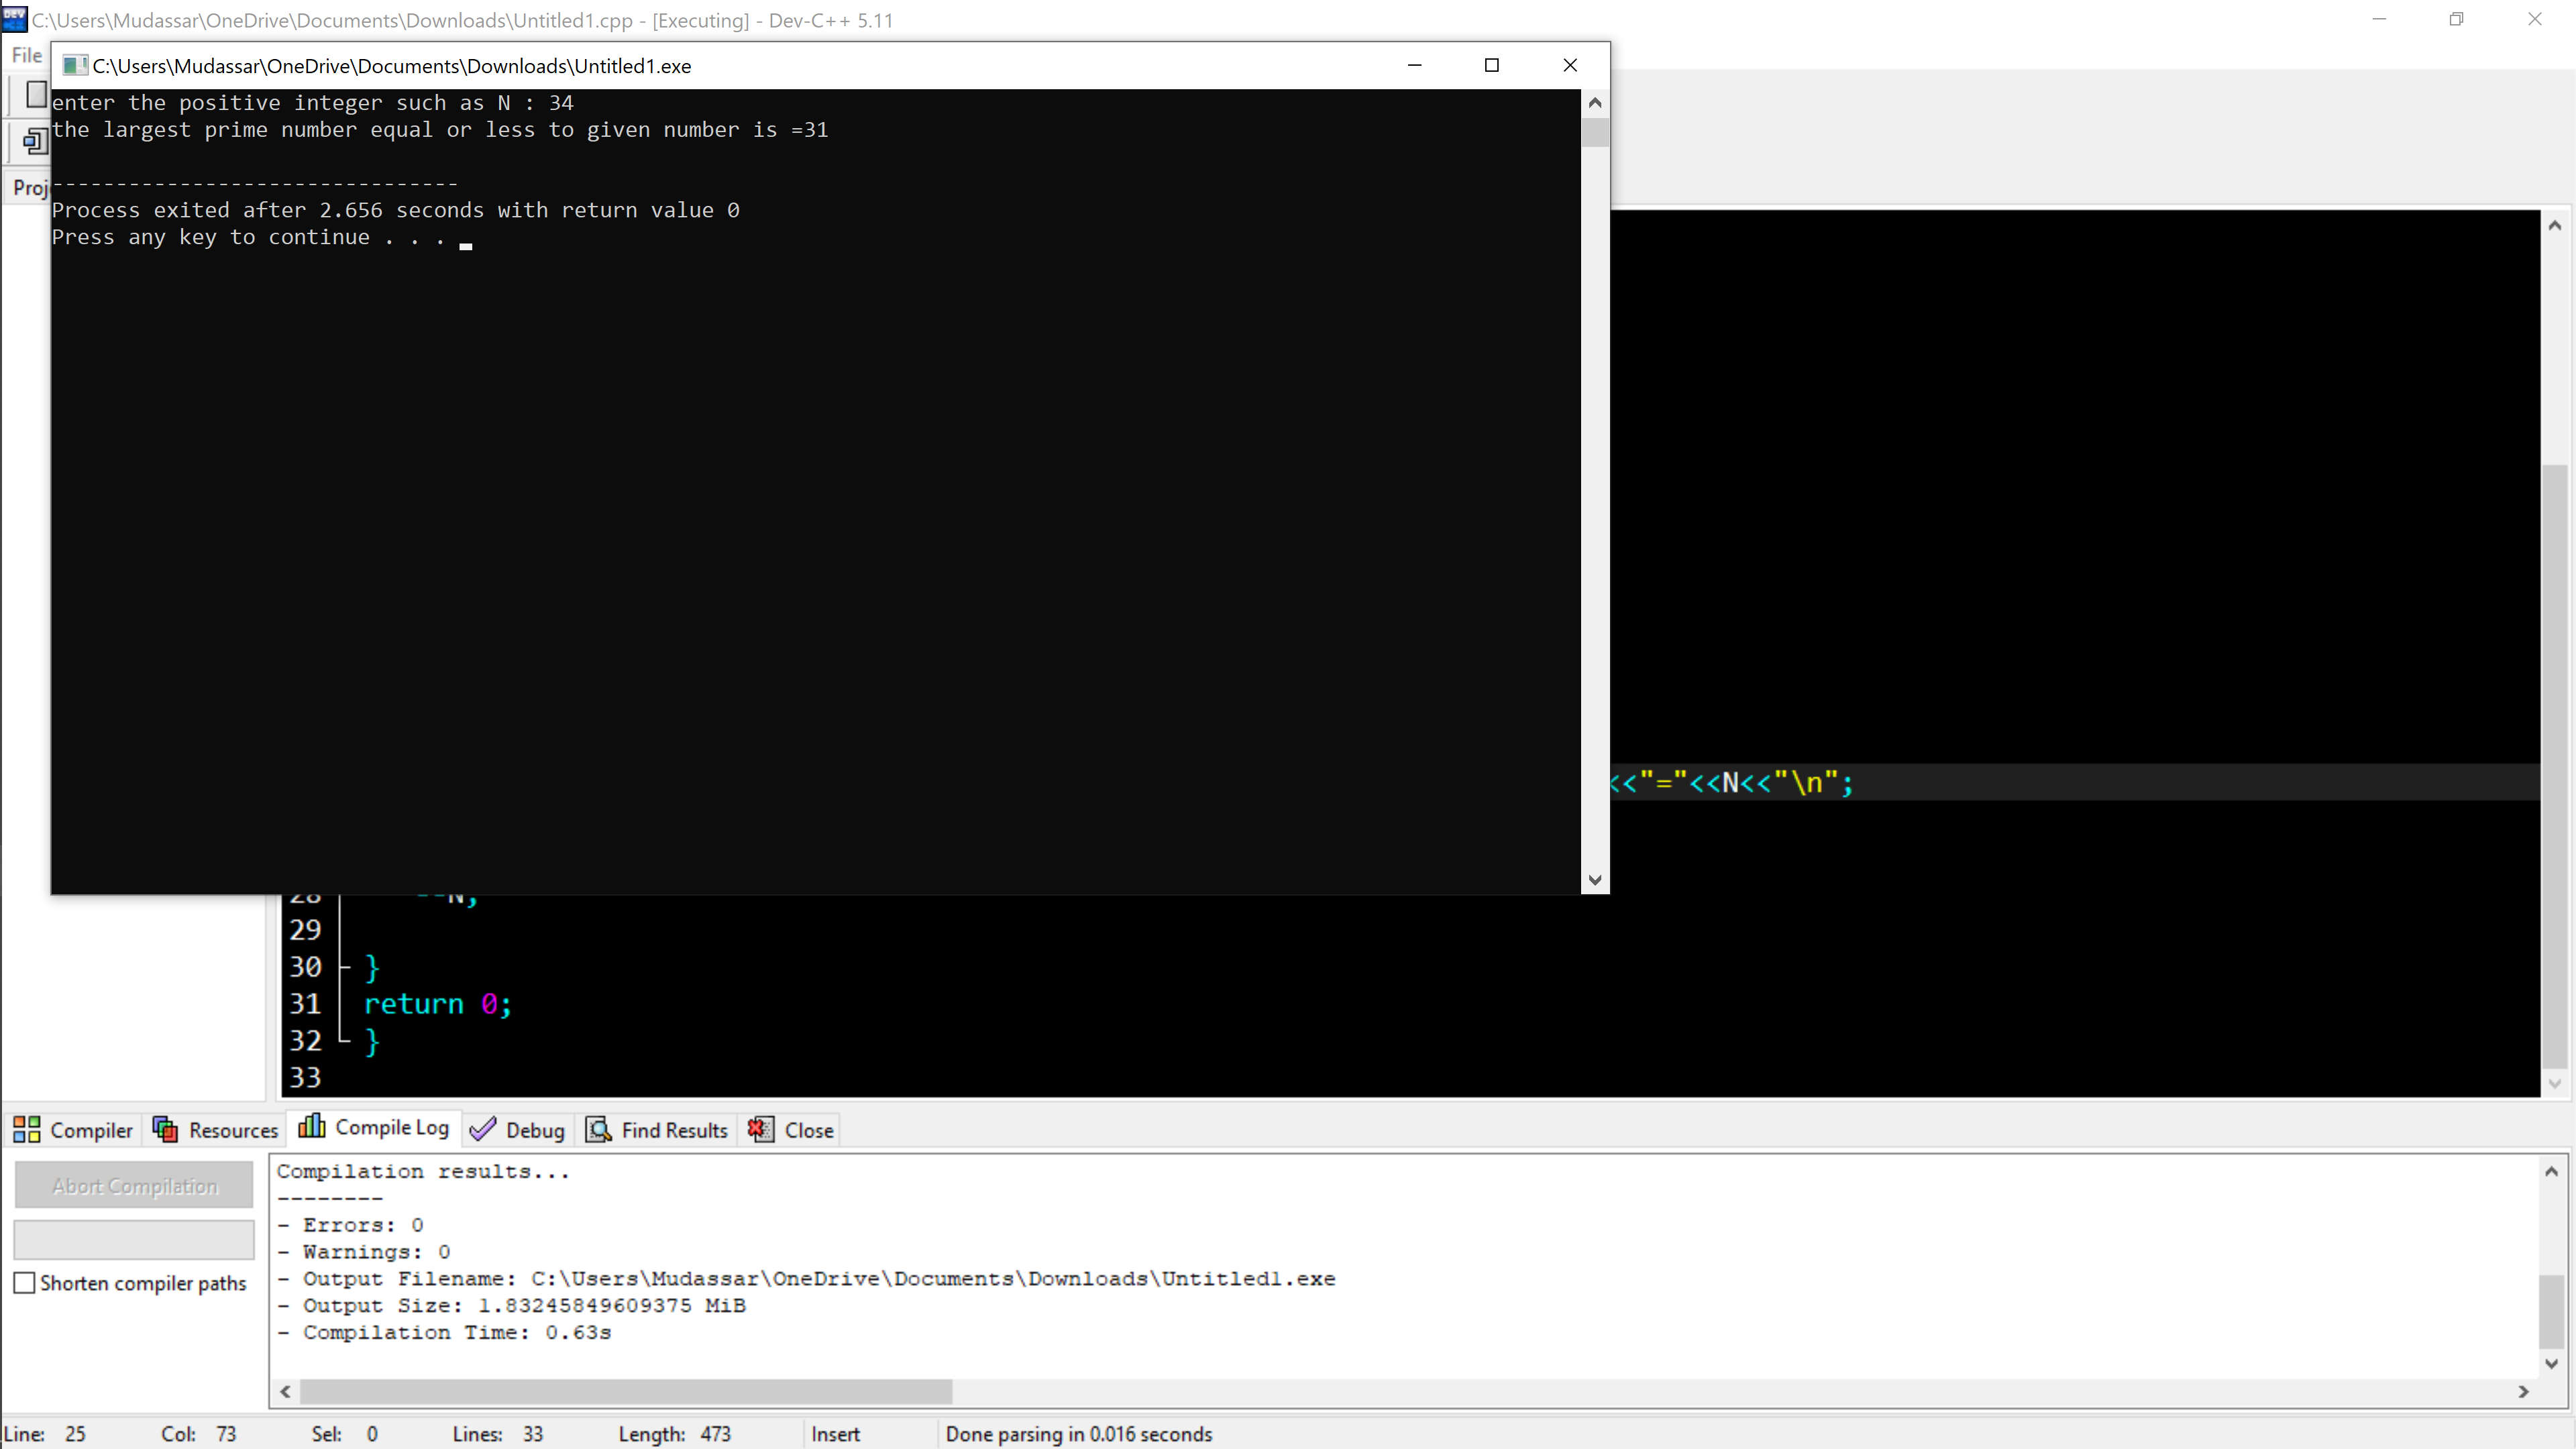 C:\Users\Mudassar\OneDrive\Documents\Downloads\Untitled1.cpp - [Executing] - Dev-C++ 5.11
File
C:\Users\Mudassar\OneDrive\Documents\Downloads\Untitled1.exe
enter the positive integer such as N : 34
the largest prime number equal or less to given number is =31
Proj
--------------------------------
Process exited after 2.656 seconds with return value 0
Press any key to continue . . .
<<"="<<N<<"\n";
28
29
30 }
31 return 0;
32 }
33
Compiler Resources Compile Log Debug Find Results Close
Abort Compilation
Shorten compiler paths
Compilation results...
--------
- Errors: 0
- Warnings: 0
- Output Filename: C:\Users\Mudassar\OneDrive\Documents\Downloads\Untitled1.exe
- Output Size: 1.83245849609375 MiB
- Compilation Time: 0.63s
Line: 25 Col: 73 Sel: 0 Lines: 33 Length: 473 Insert Done parsing in 0.016 seconds